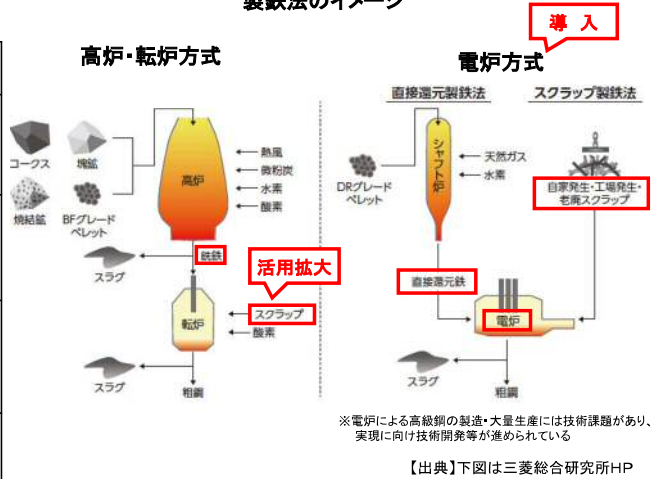 製鉄法のイメージ
導 入
高炉・転炉方式
電炉方式
直接還元製鉄法
スクラップ製鉄法
コークス
塊鉱
焼結鉱
BFグレード
ペレット
高炉
熱風
微粉炭
水素
酸素
スラグ
銑鉄
活用拡大
転炉
スクラップ
酸素
スラグ
粗鋼
DRグレード
ペレット
シャフト炉
天然ガス
水素
自家発生・工場発生・
老廃スクラップ
直接還元鉄
電炉
スラグ
粗鋼
※電炉による高級鋼の製造・大量生産には技術課題があり、
実現に向け技術開発等が進められている
【出典】下図は三菱総合研究所HP